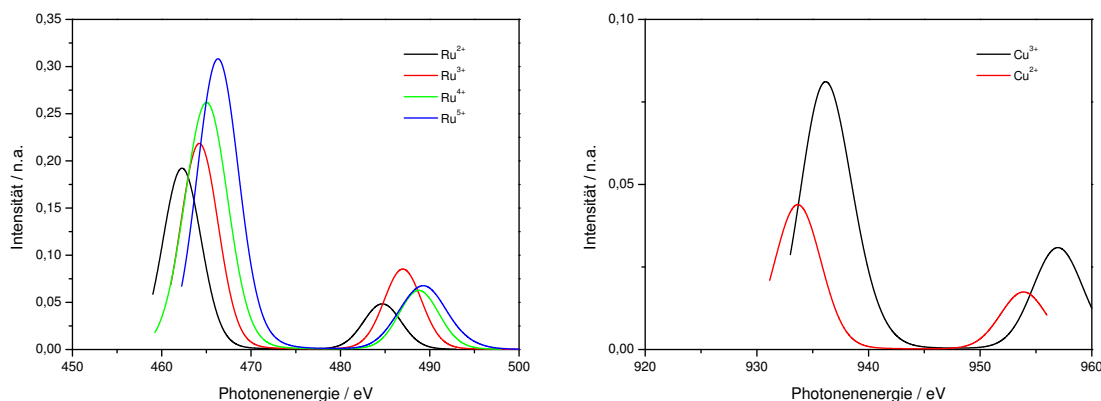 0,35
0,30
0,25
0,20
0,15
0,10
0,05
0,00
Intensität / n.a.
450 460 470 480 490 500
Photonenenergie / eV
Ru2+
Ru3+
Ru4+
Ru5+
0,10
0,05
0,00
Intensität / n.a.
920 930 940 950 960
Photonenenergie / eV
Cu3+
Cu2+